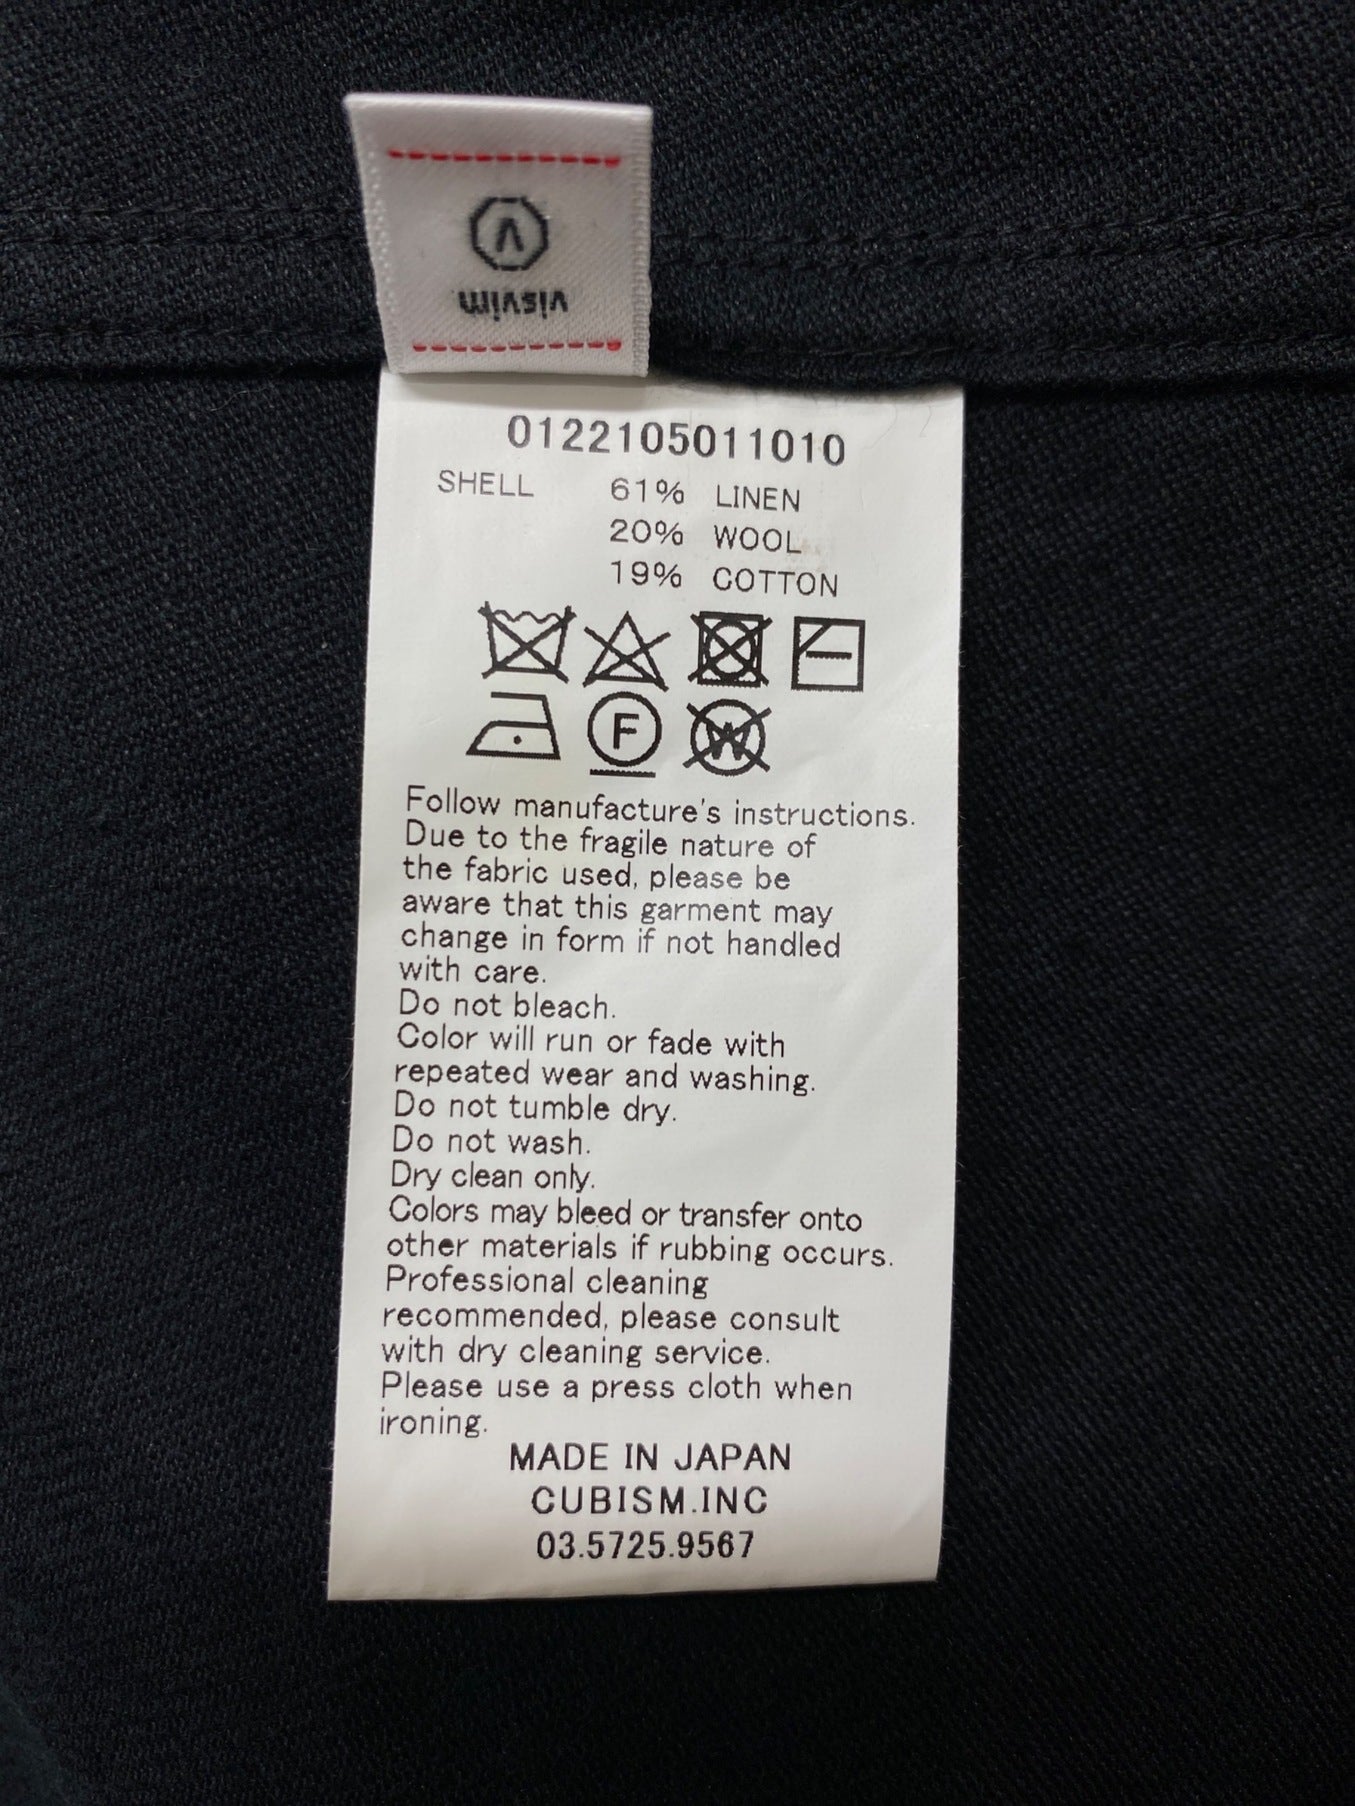 V
visvim
0122105011010
SHELL 61% LINEN
20% WOOL
19% COTTON
F W
Follow manufacture's instructions.
Due to the fragile nature of
the fabric used, please be
aware that this garment may
change in form if not handled
with care.
Do not bleach.
Color will run or fade with
repeated wear and washing.
Do not tumble dry.
Do not wash.
Dry clean only.
Colors may bleed or transfer onto
other materials if rubbing occurs.
Professional cleaning
recommended, please consult
with dry cleaning service.
Please use a press cloth when
ironing.
MADE IN JAPAN
CUBISM.INC
03.5725.9567